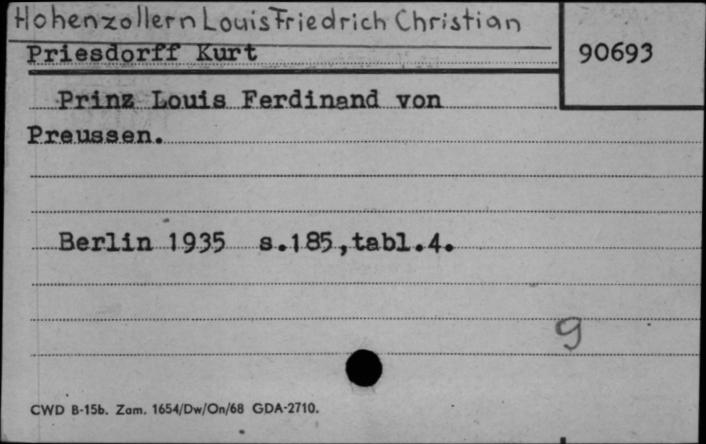 Hohenzollern Louis Friedrich Christian
Priesdorff Kurt
90693
Prinz Louis Ferdinand von
Preussen.
Berlin 1935 s.185,tabl.4.
9
CWD B-15b. Zam. 1654/Dw/On/68 GDA-2710.